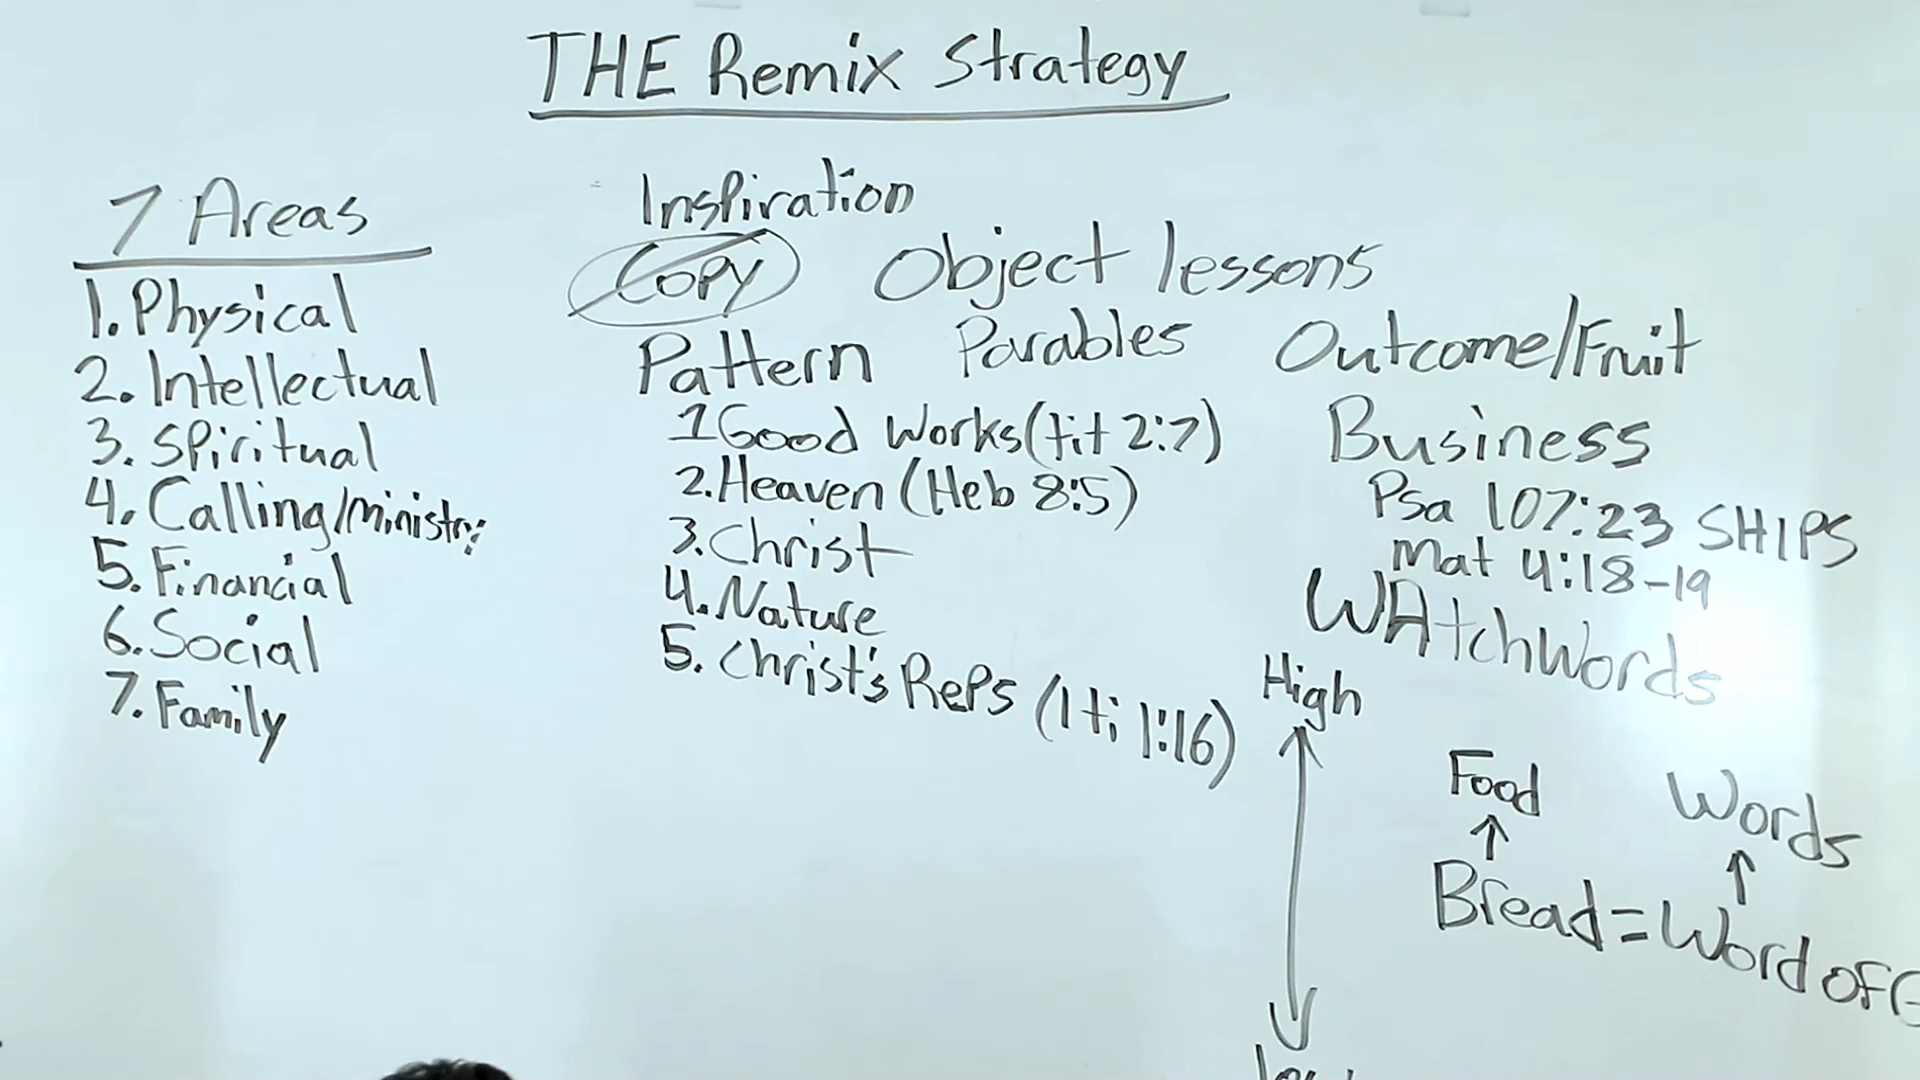 THE Remix Strategy
7 Areas
1. Physical
2. Intellectual
3. Spiritual
4. Calling/Ministry
5. Financial
6. Social
7. Family
Inspiration
Copy Object lessons
Pattern Parables Outcome/Fruit
1 Good Works (tit 2:7)
2. Heaven (Heb 8:5)
3. Christ
4. Nature
5. Christ's Reps (1 ti 1:16)
Business
Psa 107:23 SHIPS
Mat 4:18-19
WAtchWords
High
Food Words
Bread = Word of G